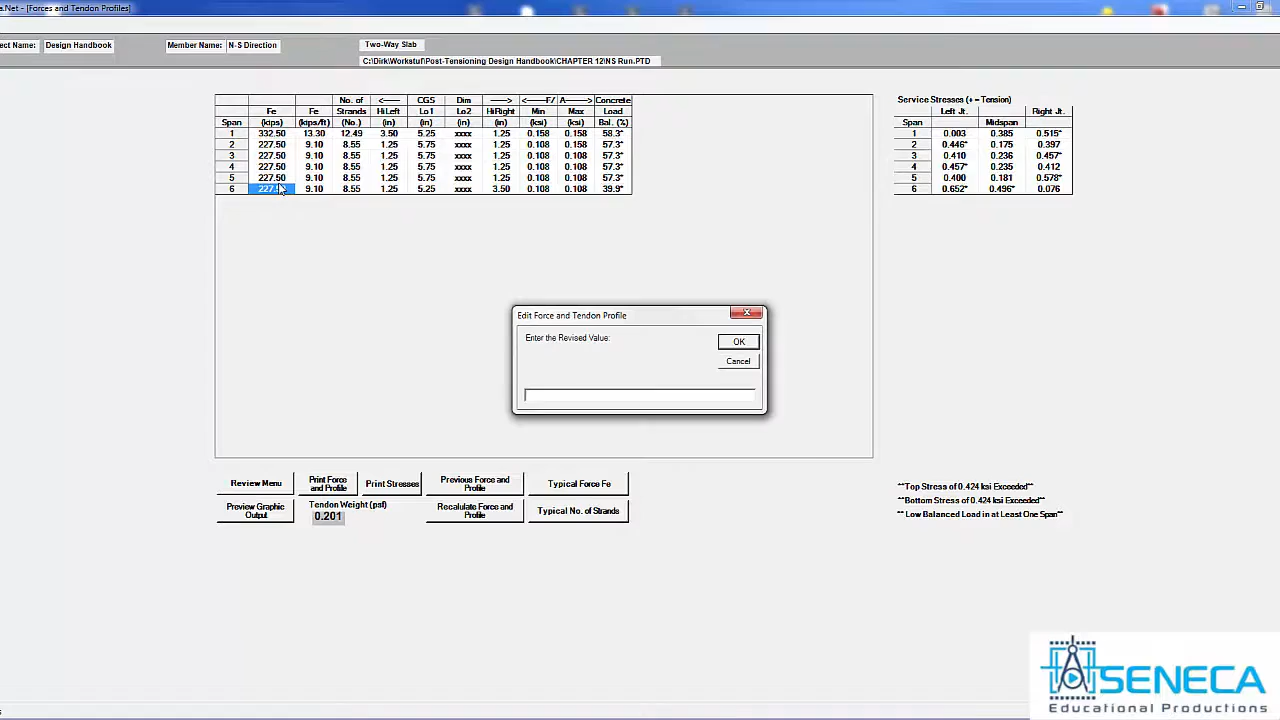 .Net - [Forces and Tendon Profiles]
ect Name: Design Handbook Member Name: N-S Direction Two-Way Slab
C:\Dirk\Workstuf\Post-Tensioning Design Handbook\CHAPTER 12\NS Run.PTD
No. of <---- CGS Dim ----> <----F/ A----> Concrete
Fe Fe Strands HiLeft Lo1 Lo2 HiRight Min Max Load
Span (kips) (kips/ft) (No.) (in) (in) (in) (in) (ksi) (ksi) Bal. (%)
1 332.50 13.30 12.49 3.50 5.25 xxxx 1.25 0.158 0.158 58.3*
2 227.50 9.10 8.55 1.25 5.75 xxxx 1.25 0.108 0.158 57.3*
3 227.50 9.10 8.55 1.25 5.75 xxxx 1.25 0.108 0.108 57.3*
4 227.50 9.10 8.55 1.25 5.75 xxxx 1.25 0.108 0.108 57.3*
5 227.50 9.10 8.55 1.25 5.75 xxxx 1.25 0.108 0.108 57.3*
6 227.50 9.10 8.55 1.25 5.25 xxxx 3.50 0.108 0.108 39.9*
Service Stresses (+ = Tension)
Left Jt. Right Jt.
Span Midspan
1 0.003 0.385 0.515*
2 0.446* 0.175 0.397
3 0.410 0.236 0.457*
4 0.457* 0.235 0.412
5 0.400 0.181 0.578*
6 0.652* 0.496* 0.076
Edit Force and Tendon Profile
Enter the Revised Value:
OK
Cancel
Review Menu
Print Force and Profile
Print Stresses
Previous Force and Profile
Typical Force Fe
Preview Graphic Output
Tendon Weight (psf)
0.201
Recalculate Force and Profile
Typical No. of Strands
**Top Stress of 0.424 ksi Exceeded**
**Bottom Stress of 0.424 ksi Exceeded**
** Low Balanced Load in at Least One Span**
SENECA
Educational Productions